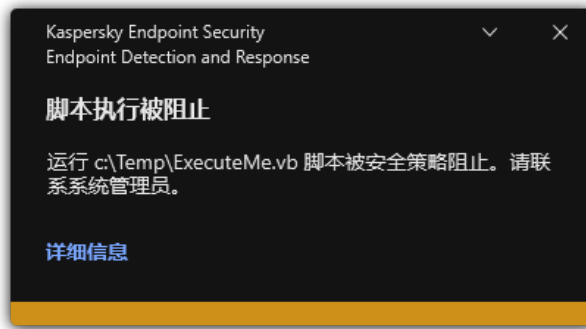 Kaspersky Endpoint Security
Endpoint Detection and Response
脚本执行被阻止
运行 c:\Temp\ExecuteMe.vb 脚本被安全策略阻止。请联
系系统管理员。
详细信息